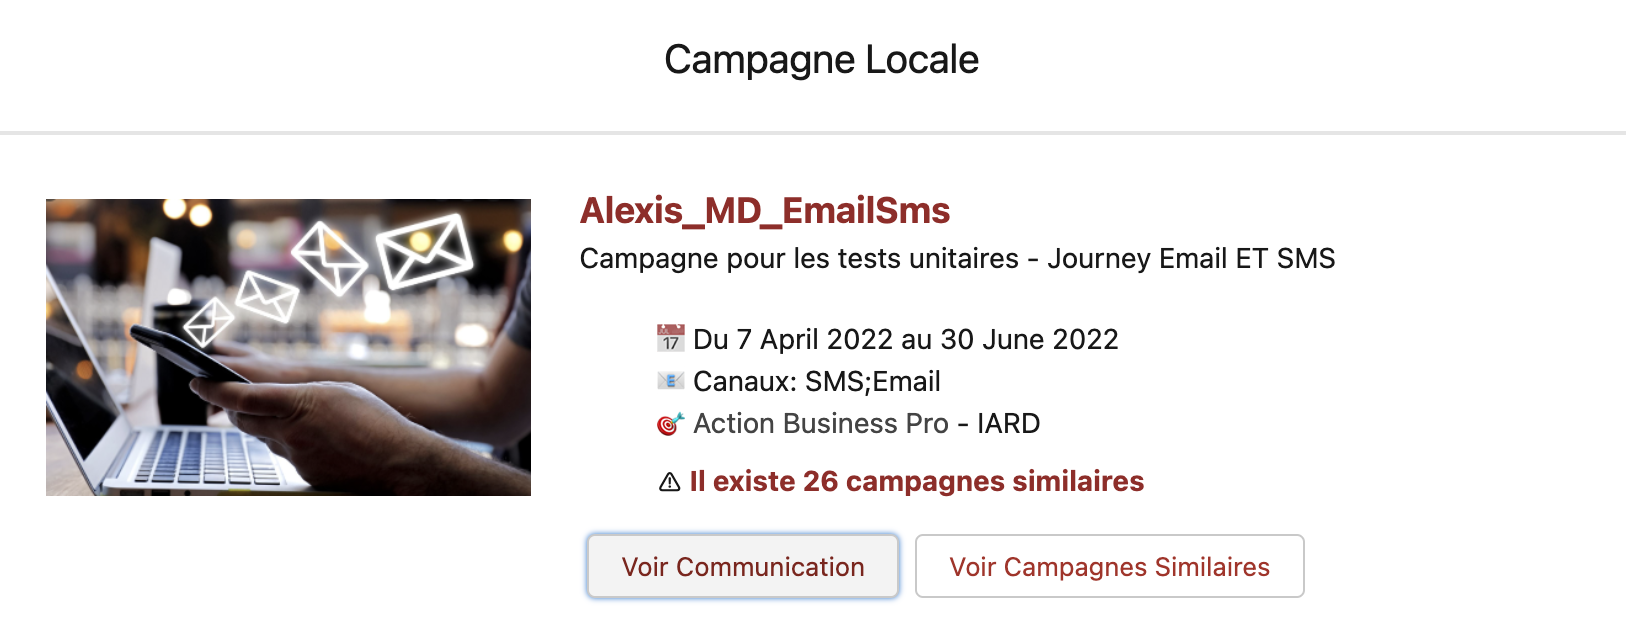 Campagne Locale
Alexis_MD_EmailSms
Campagne pour les tests unitaires - Journey Email ET SMS
17 Du 7 April 2022 au 30 June 2022
Canaux: SMS;Email
Action Business Pro - IARD
Il existe 26 campagnes similaires
Voir Communication
Voir Campagnes Similaires